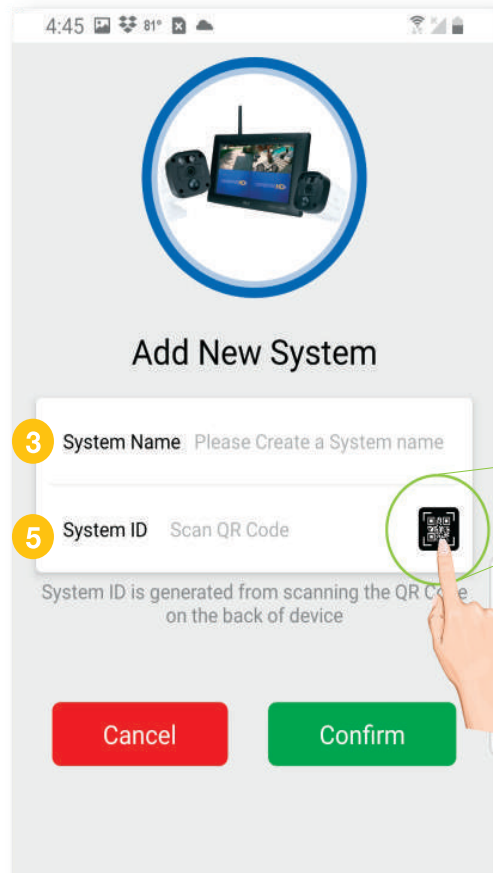 4:45 81°
Add New System
3 System Name Please Create a System name
5 System ID Scan QR Code
System ID is generated from scanning the QR
on the back of device
Cancel Confirm